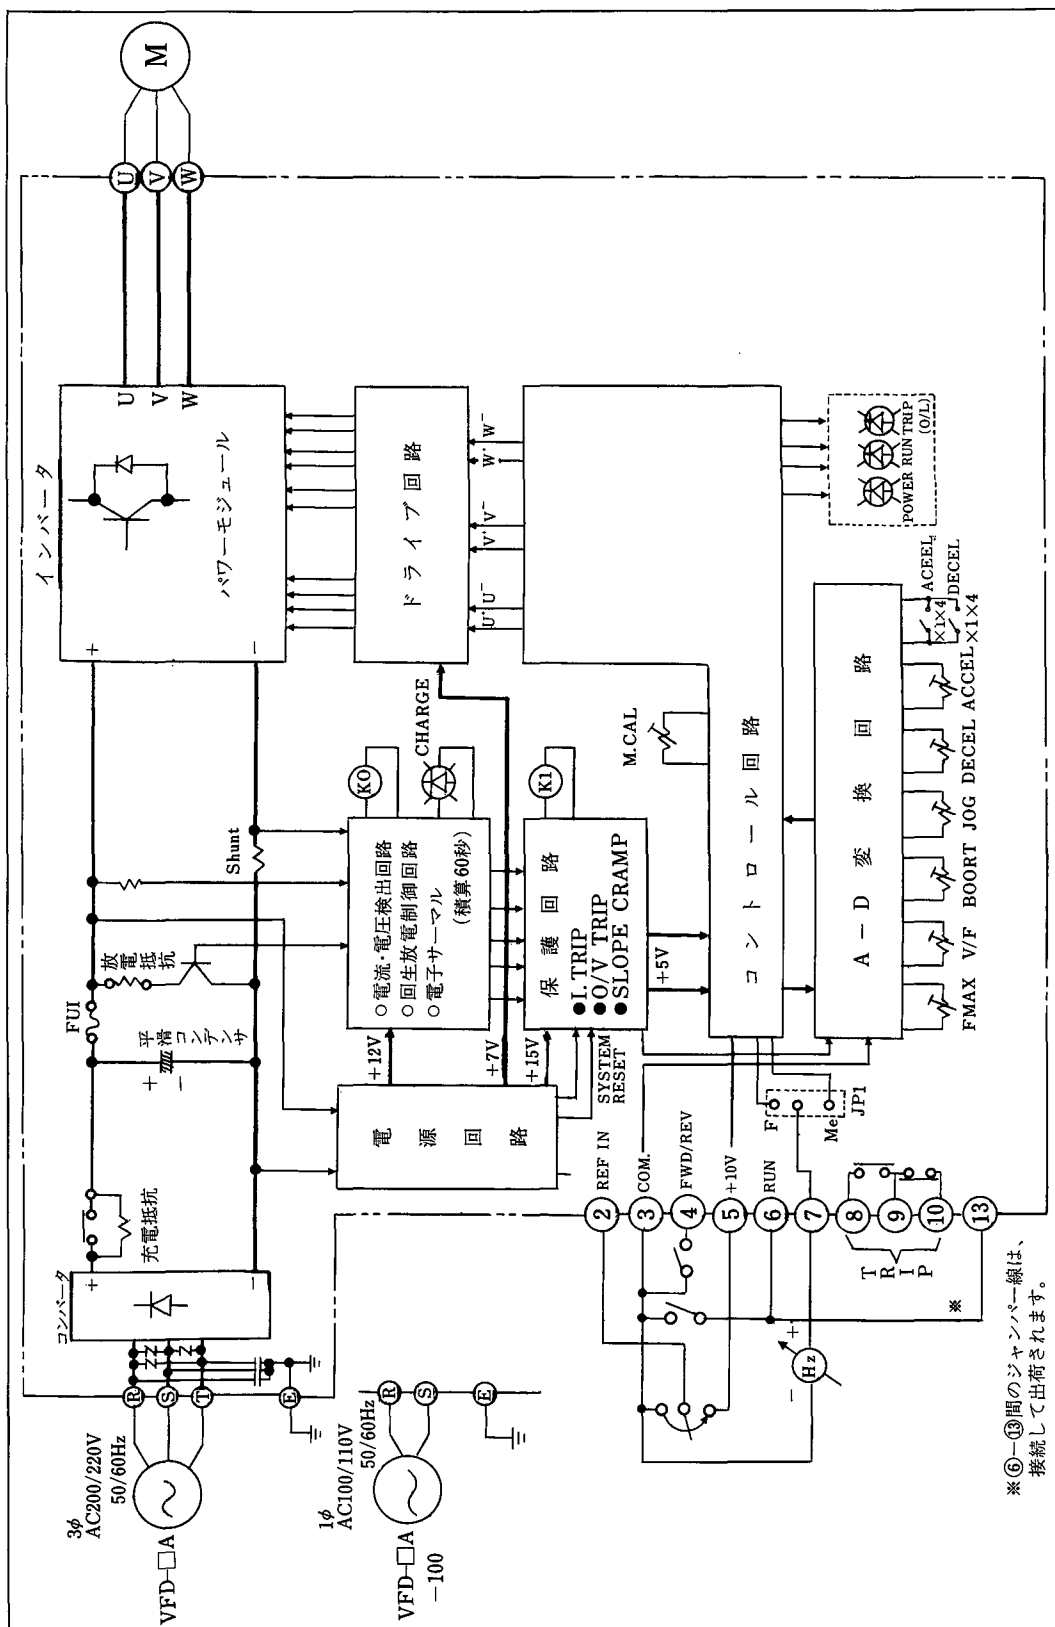 3φ
AC200/220V
50/60Hz
VFD-□A
R
S
T
E
1φ
AC100/110V
50/60Hz
VFD-□A
-100
R
S
E
コンバータ
+
-
充電抵抗
平滑コンデンサ
+
-
FUI
放電抵抗
Shunt
インバータ
+
-
パワーモジュール
U
V
W
U
V
W
M
電源回路
+12V
+7V
+15V
SYSTEM
RESET
○電流・電圧検出回路
○回生放電制御回路
○電子サーマル
(積算60秒)
KO
CHARGE
保護回路
●I. TRIP
●O/V TRIP
●SLOPE CRAMP
K1
+5V
ドライブ回路
U+ U-
V+ V-
W+ W-
コントロール回路
M.CAL
POWER RUN TRIP
(O/L)
A-D変換回路
FMAX V/F BOORT JOG DECEL ACCEL
×1×4
ACEEL
×1×4
DECEL
2 REF IN
3 COM.
4 FWD/REV
5 +10V
6 RUN
7
8
9
10
13
TRIP
F
Me
JP1
Hz
+
-
※
※⑥-⑬間のジャンパー線は、
接続して出荷されます。